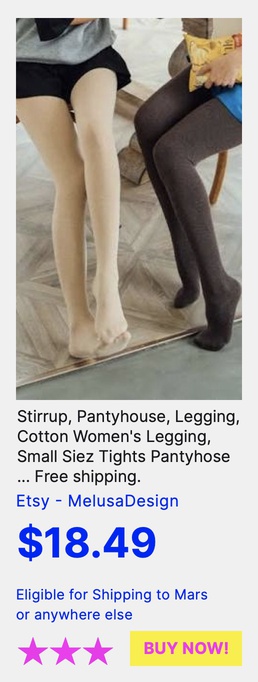 Stirrup, Pantyhouse, Legging,
Cotton Women's Legging,
Small Siez Tights Pantyhose
... Free shipping.
Etsy - MelusaDesign
$18.49
Eligible for Shipping to Mars
or anywhere else
BUY NOW!